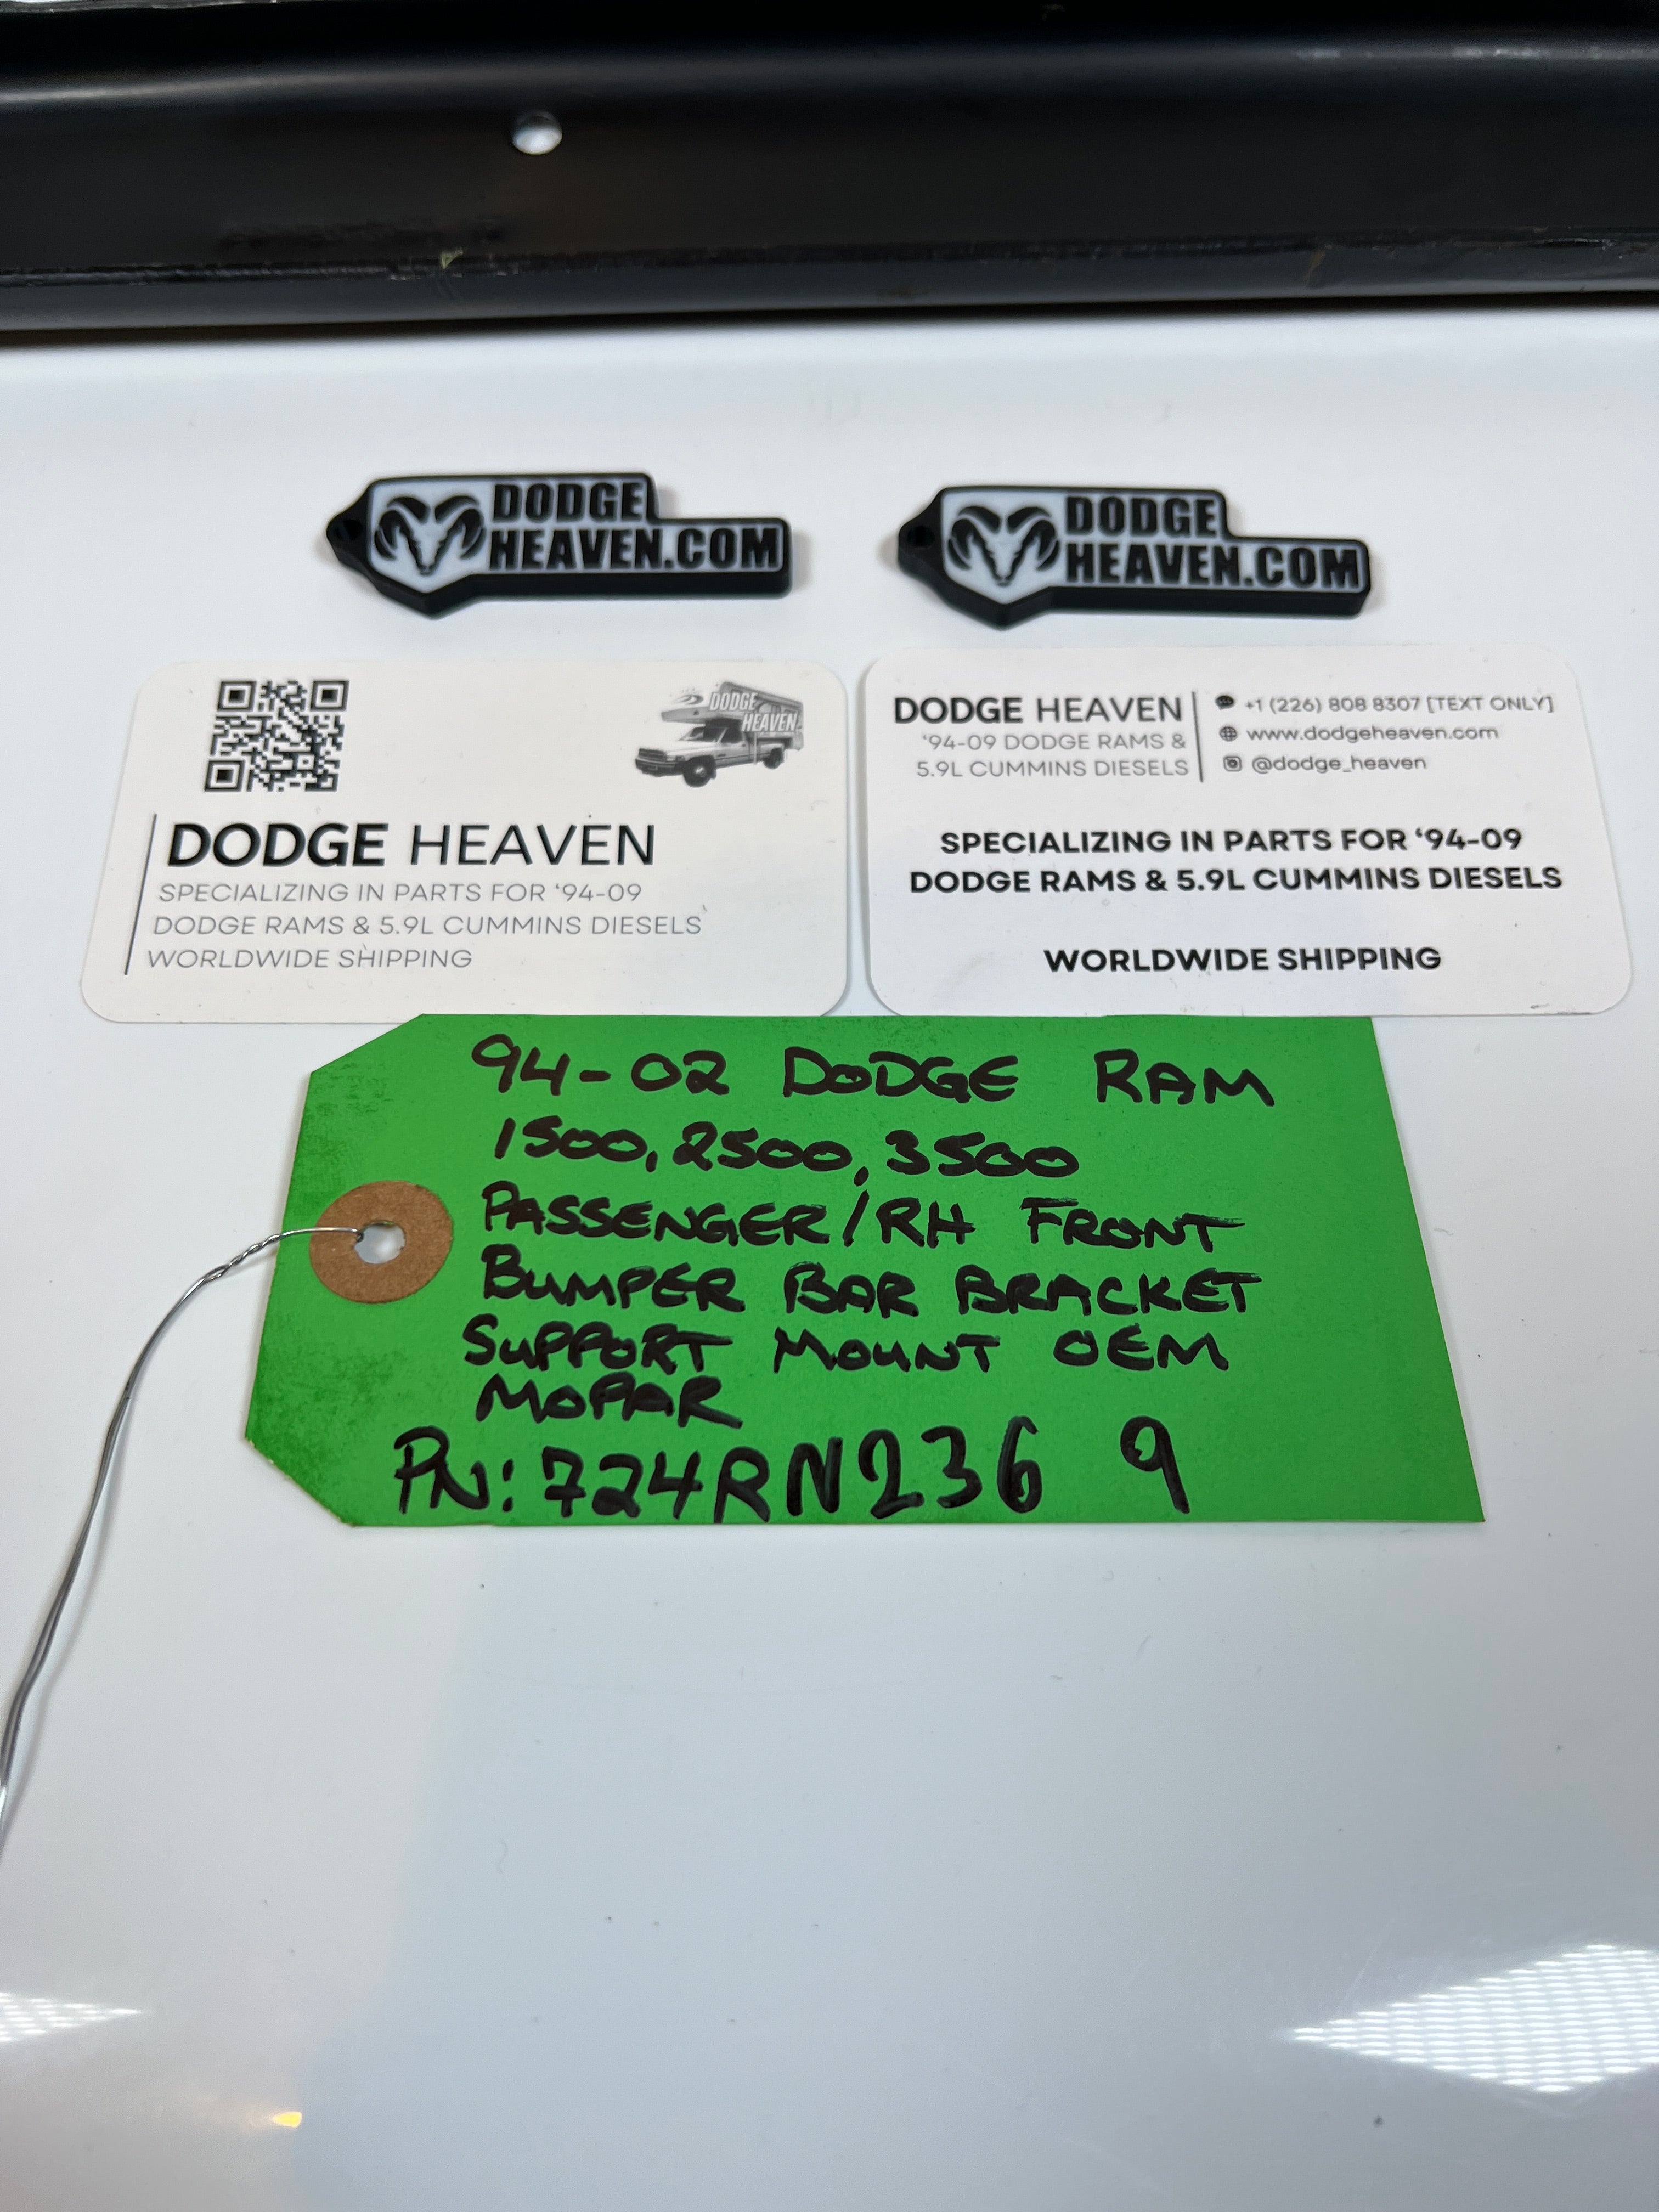 DODGE
HEAVEN.COM
DODGE
HEAVEN.COM
DODGE
HEAVEN
DODGE HEAVEN
SPECIALIZING IN PARTS FOR ‘94-09
DODGE RAMS & 5.9L CUMMINS DIESELS
WORLDWIDE SHIPPING
DODGE HEAVEN
‘94-09 DODGE RAMS &
5.9L CUMMINS DIESELS
+1 (226) 808 8307 [TEXT ONLY]
www.dodgeheaven.com
@dodge_heaven
SPECIALIZING IN PARTS FOR ‘94-09
DODGE RAMS & 5.9L CUMMINS DIESELS
WORLDWIDE SHIPPING
94-02 DODGE RAM
1500, 2500, 3500
PASSENGER/RH FRONT
BUMPER BAR BRACKET
SUPPORT MOUNT OEM
MOPAR
PN: 724RN236 9